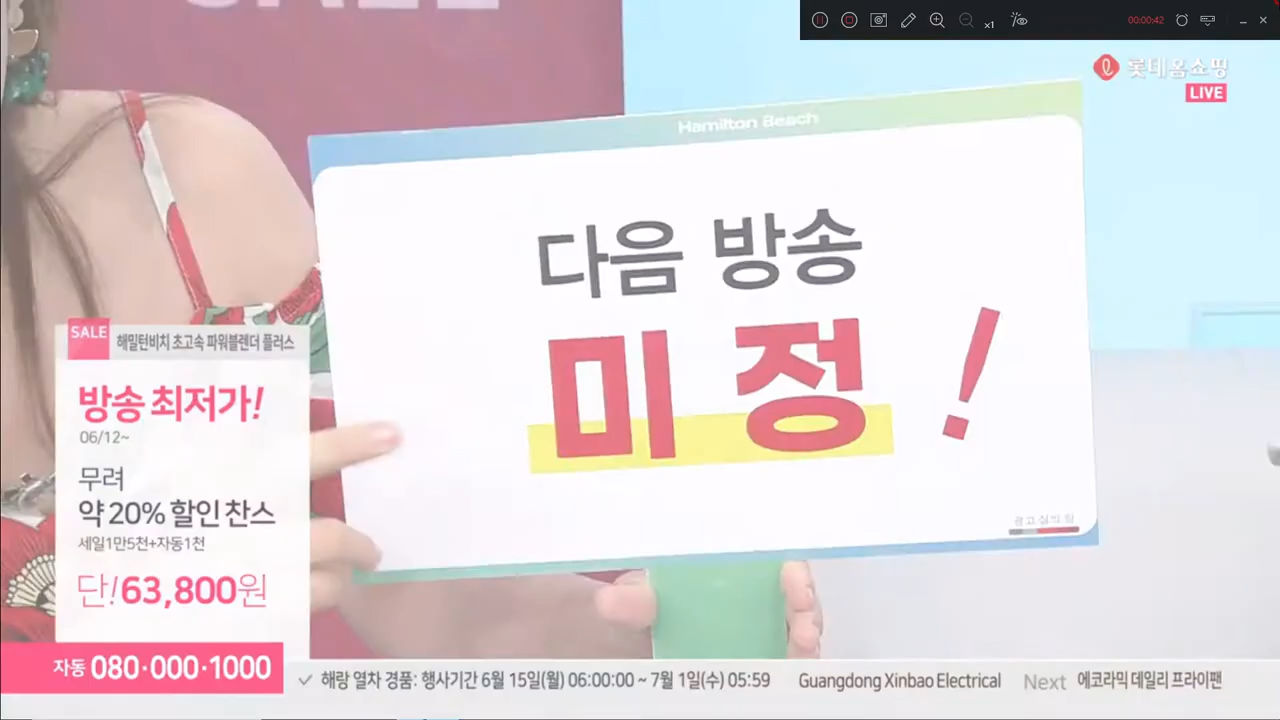 00:00:42
x1
롯데홈쇼핑
LIVE
Hamilton Beach
다음 방송
미정!
SALE
해밀턴비치 초고속 파워블렌더 플러스
방송 최저가!
06/12~
무려
약 20% 할인 찬스
세일1만5천+자동1천
단! 63,800원
자동 080·000·1000
해랑 열차 경품: 행사기간 6월 15일(월) 06:00:00 ~ 7월 1일(수) 05:59 Guangdong Xinbao Electrical Next 에코라믹 데일리 프라이팬